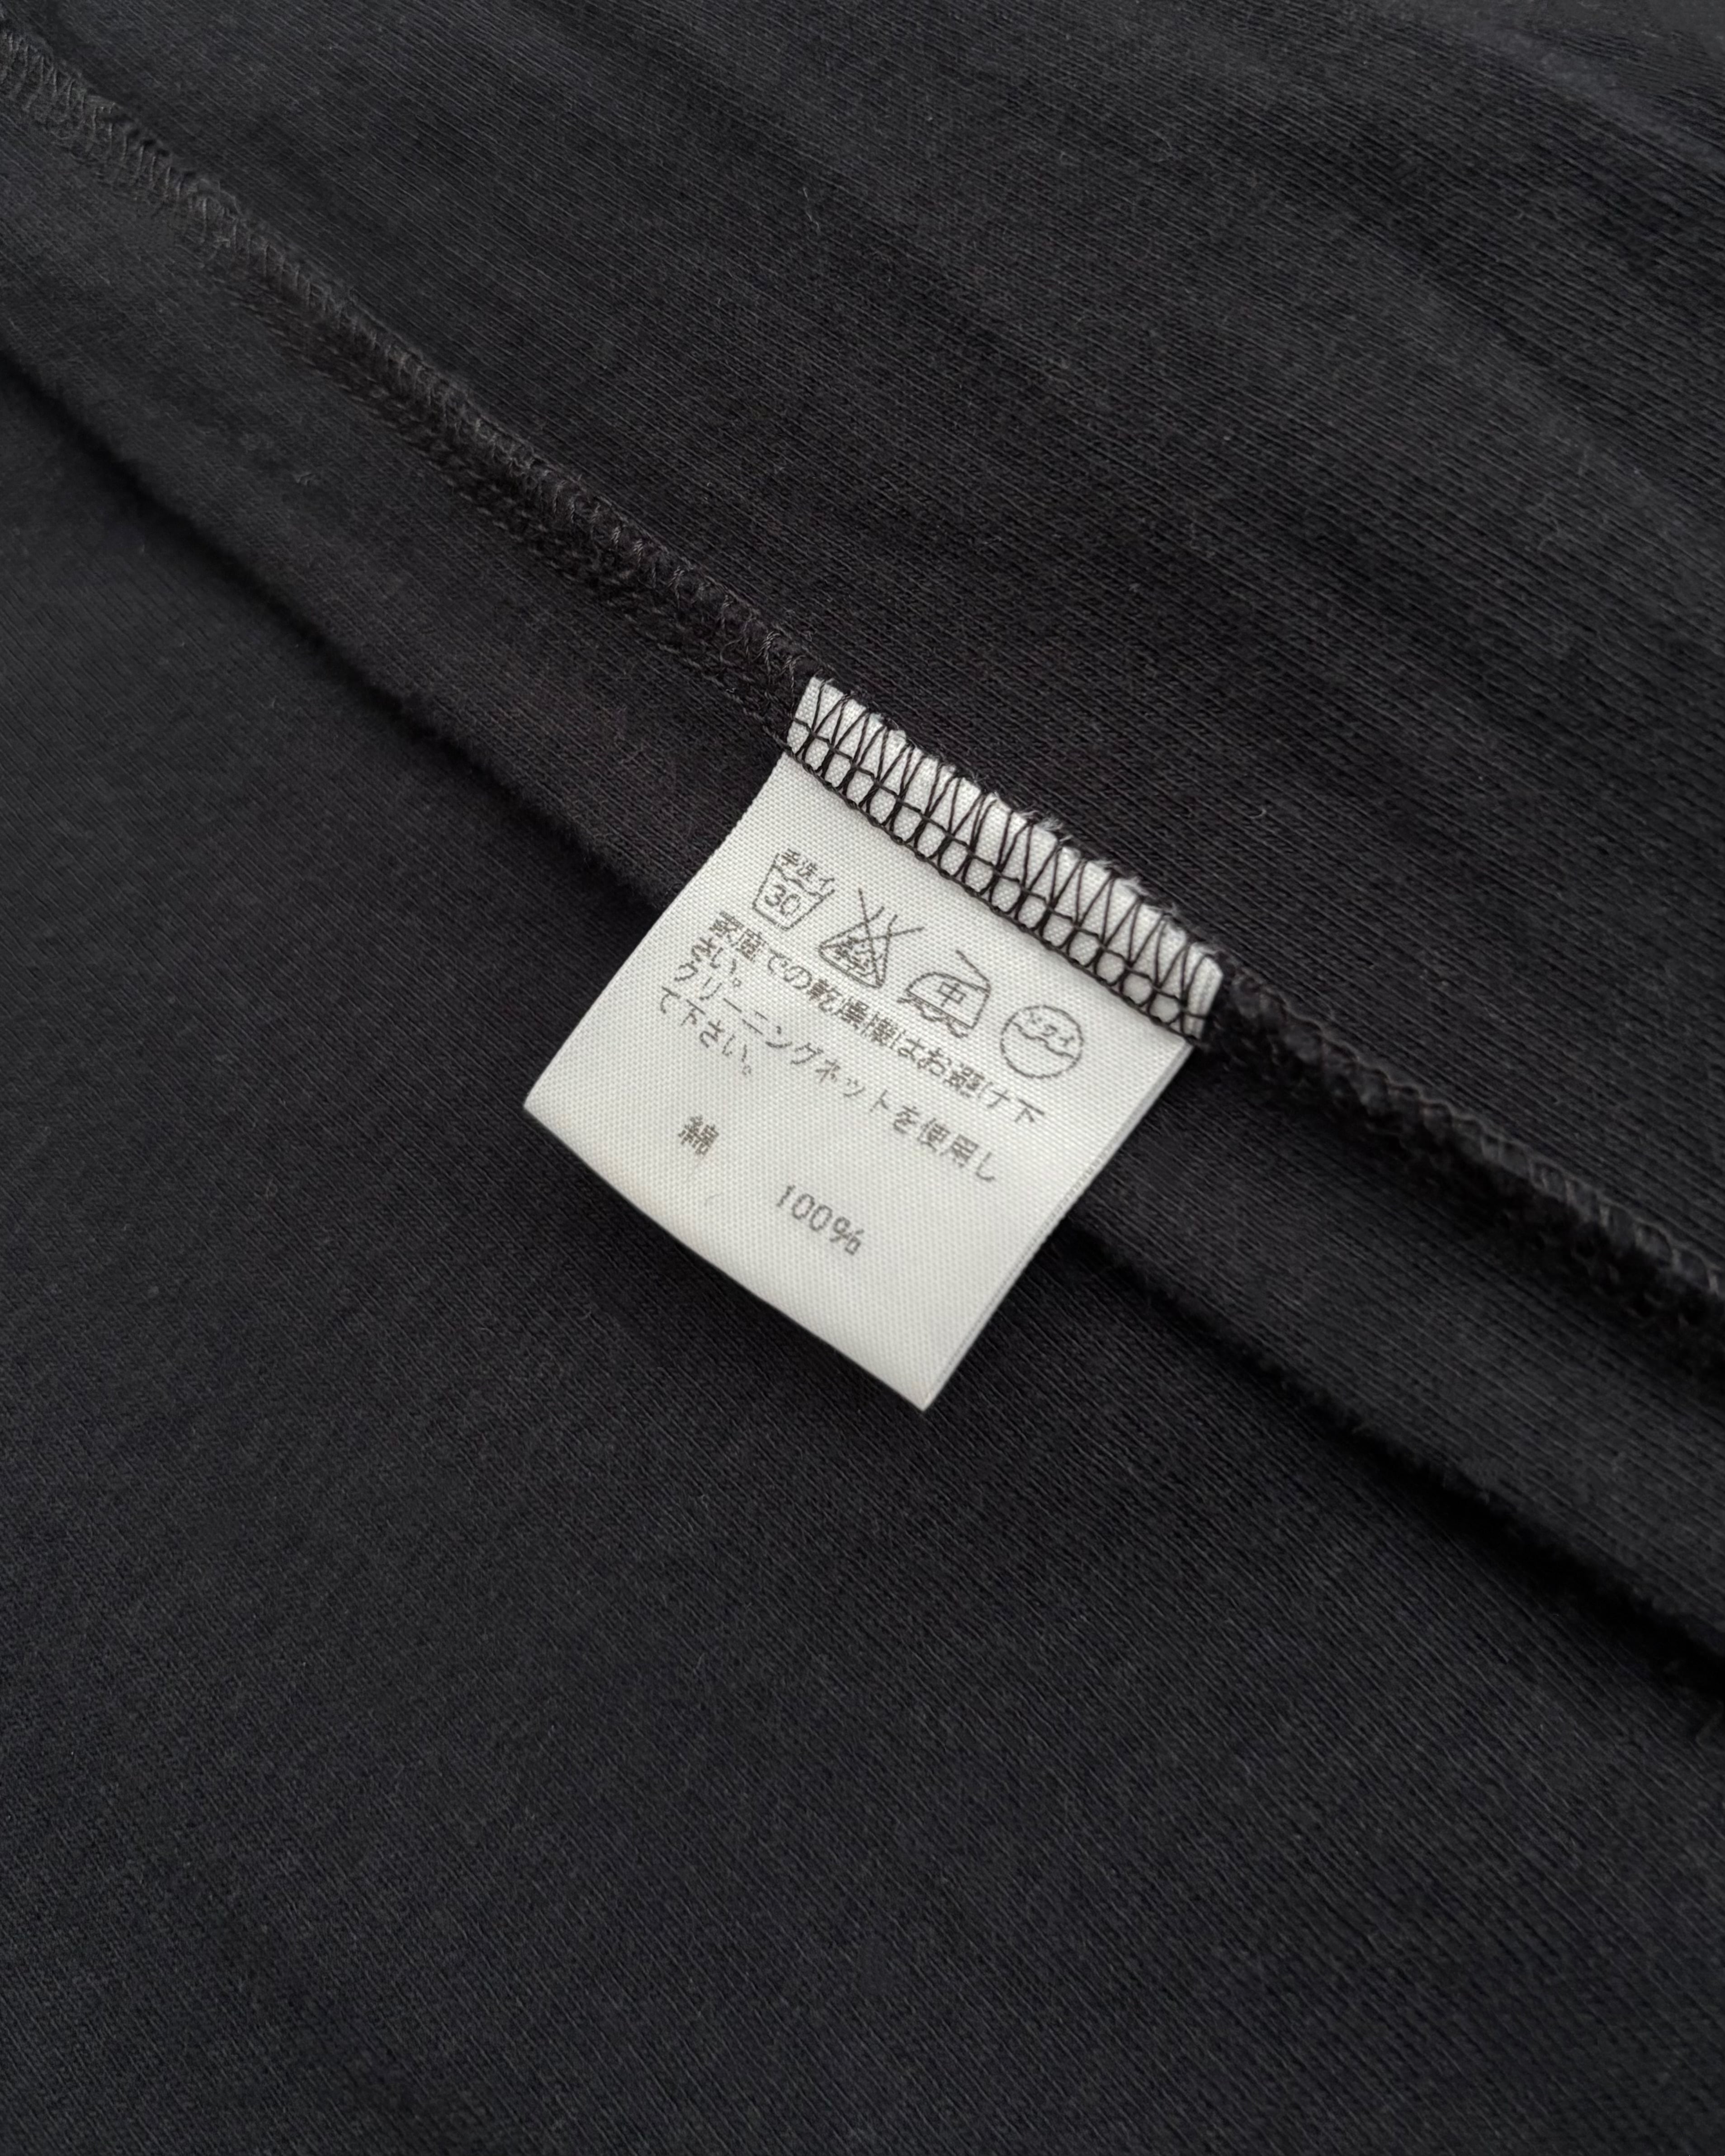 手洗イ
30
中
ドライ
家庭での乾燥機はお避け下
さい。
クリーニングネットを使用し
て下さい。
綿 100%